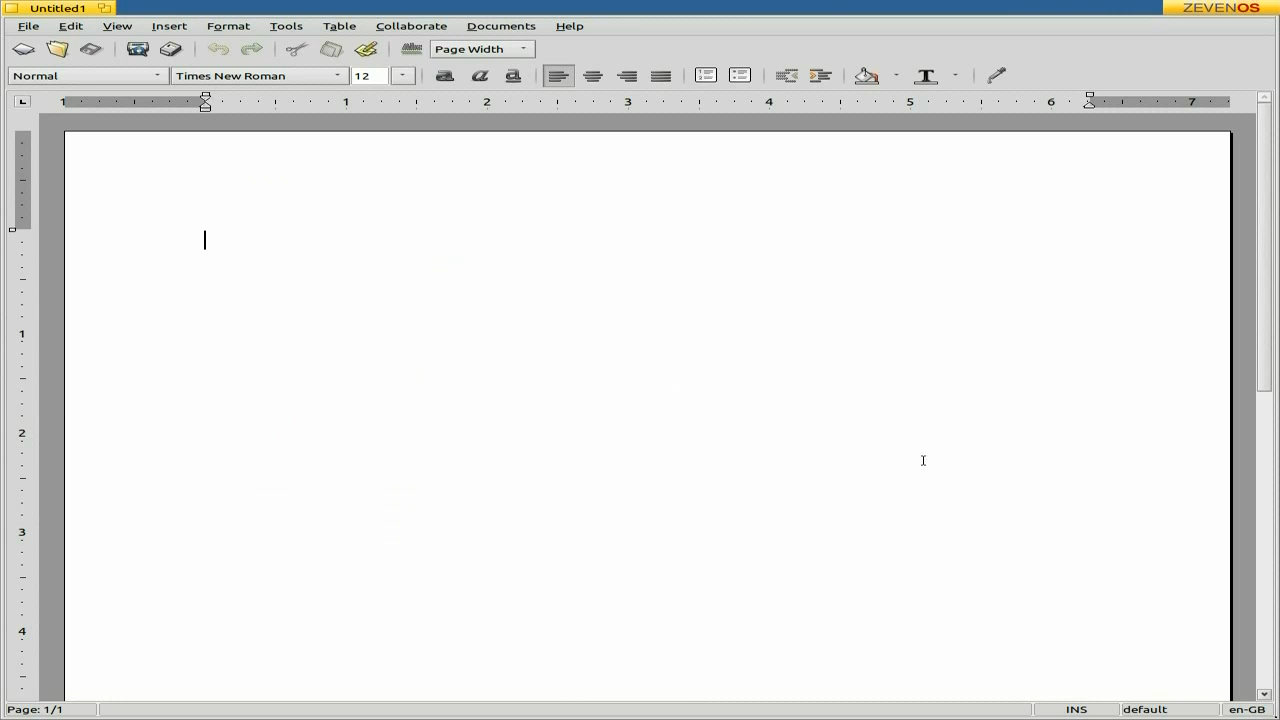 Untitled1
ZEVENOS
File Edit View Insert Format Tools Table Collaborate Documents Help
Page Width
Normal Times New Roman 12
1 1 2 3 4 5 6 7
1
2
3
4
Page: 1/1 INS default en-GB